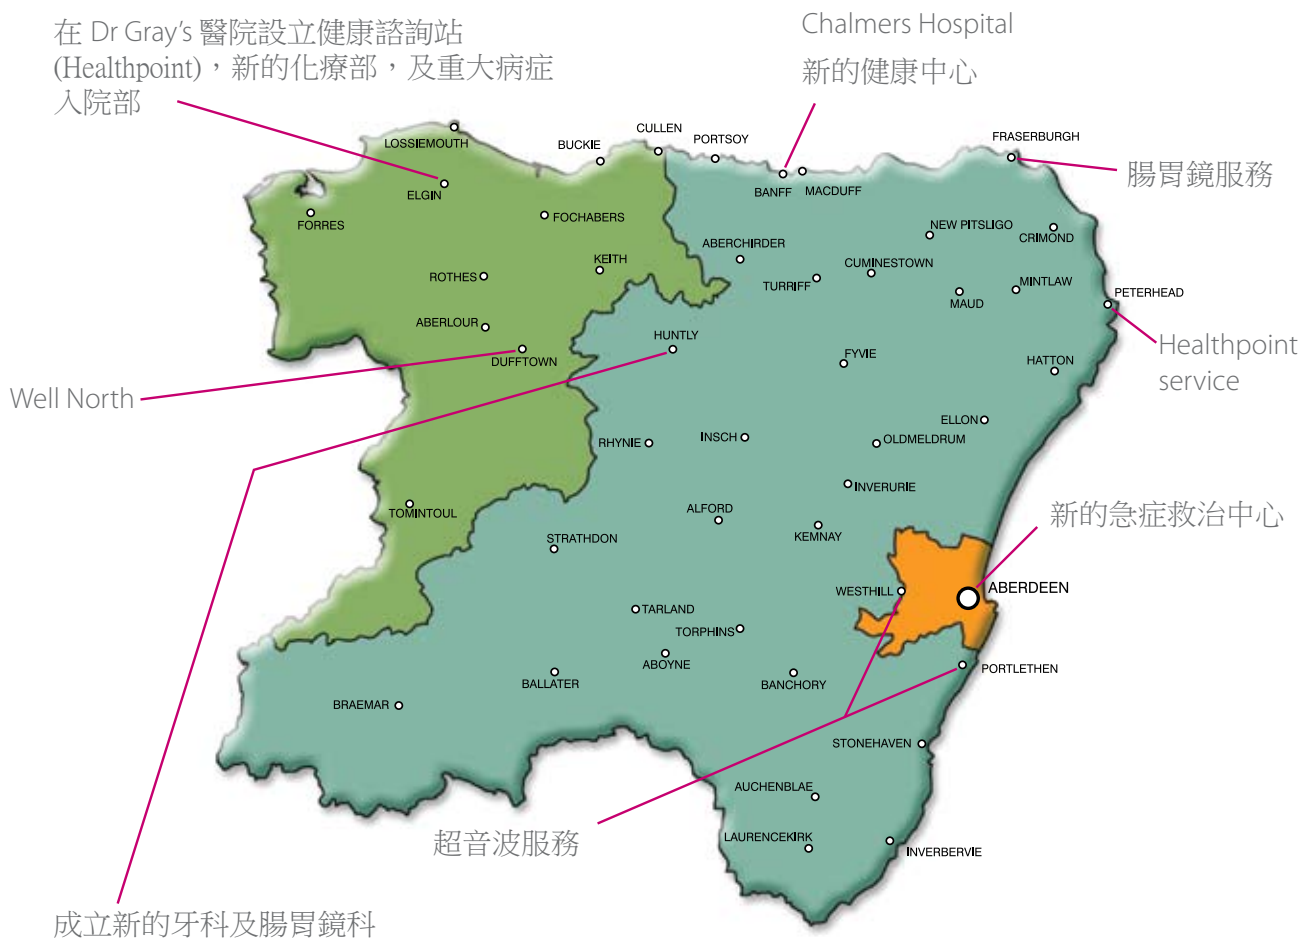 在 Dr Gray's 醫院設立健康諮詢站
(Healthpoint)，新的化療部，及重大病症
入院部
Chalmers Hospital
新的健康中心
LOSSIEMOUTH
BUCKIE
CULLEN
PORTSOY
FRASERBURGH
腸胃鏡服務
ELGIN
BANFF
MACDUFF
FORRES
FOCHABERS
NEW PITSLIGO
CRIMOND
ABERCHIRDER
KEITH
CUMINESTOWN
ROTHES
TURRIFF
MAUD
MINTLAW
PETERHEAD
ABERLOUR
HUNTLY
Healthpoint
service
DUFFTOWN
FYVIE
HATTON
Well North
ELLON
RHYNIE
INSCH
OLDMELDRUM
INVERURIE
TOMINTOUL
ALFORD
新的急症救治中心
STRATHDON
KEMNAY
WESTHILL
ABERDEEN
TARLAND
TORPHINS
ABOYNE
PORTLETHEN
BALLATER
BANCHORY
BRAEMAR
STONEHAVEN
AUCHENBLAE
超音波服務
LAURENCEKIRK
INVERBERVIE
成立新的牙科及腸胃鏡科